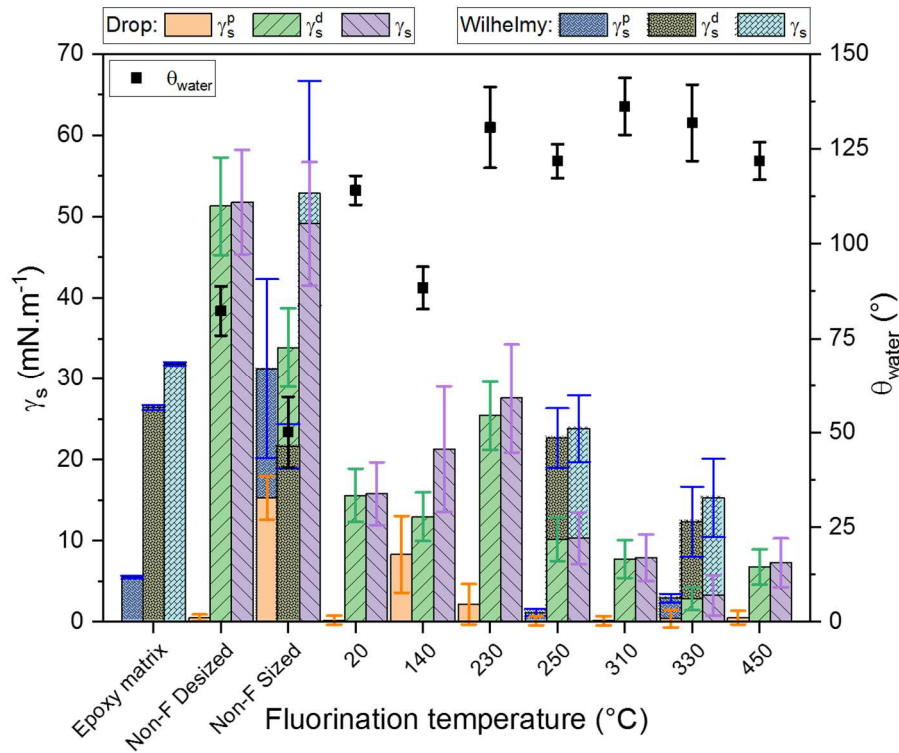 Drop: γₛᵖ γₛᵈ γₛ Wilhelmy: γₛᵖ γₛᵈ γₛ
θwater
70
60
50
40
30
20
10
0
γₛ (mN.m⁻¹)
150
125
100
75
50
25
0
θwater (°)
Epoxy matrix
Non-F Desized
Non-F Sized
20
140
230
250
310
330
450
Fluorination temperature (°C)